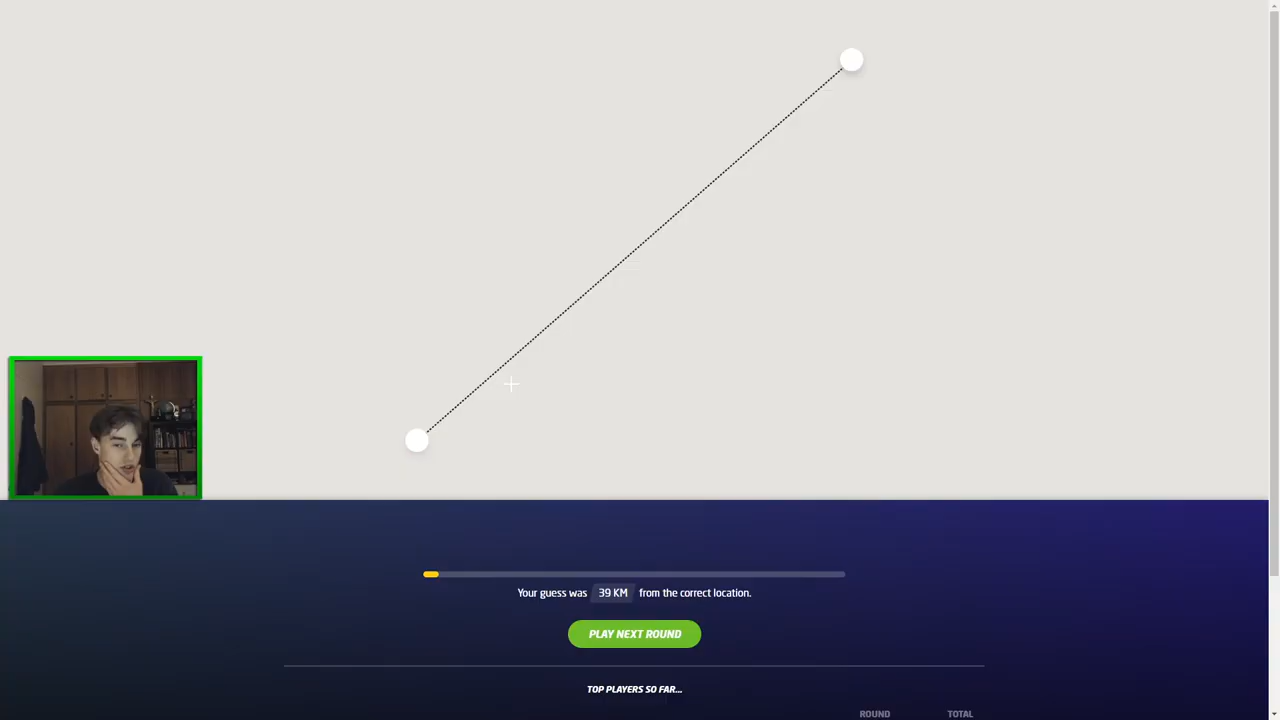 Your guess was 39 KM from the correct location.
PLAY NEXT ROUND
TOP PLAYERS SO FAR...
ROUND TOTAL